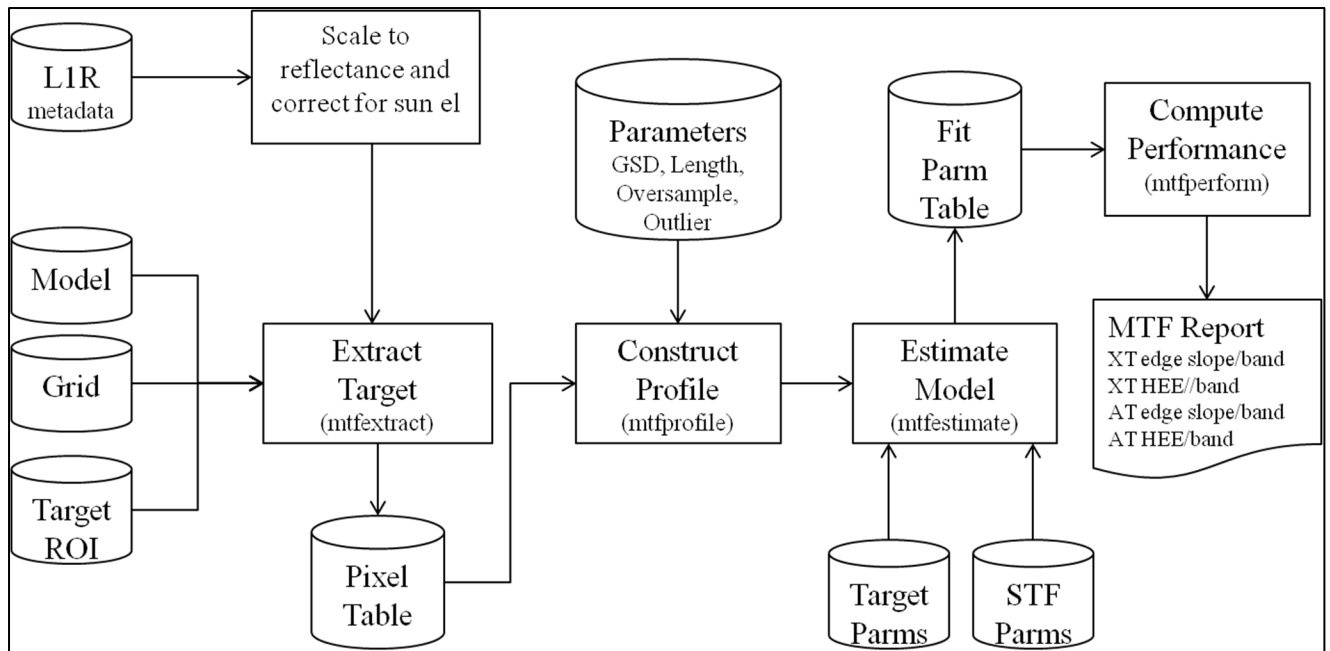 L1R
metadata
Scale to
reflectance and
correct for sun el
Model
Grid
Target
ROI
Extract
Target
(mtfextract)
Pixel
Table
Parameters
GSD, Length,
Oversample,
Outlier
Construct
Profile
(mtfprofile)
Estimate
Model
(mtfestimate)
Target
Parms
STF
Parms
Fit
Parm
Table
Compute
Performance
(mtfperform)
MTF Report
XT edge slope/band
XT HEE//band
AT edge slope/band
AT HEE/band